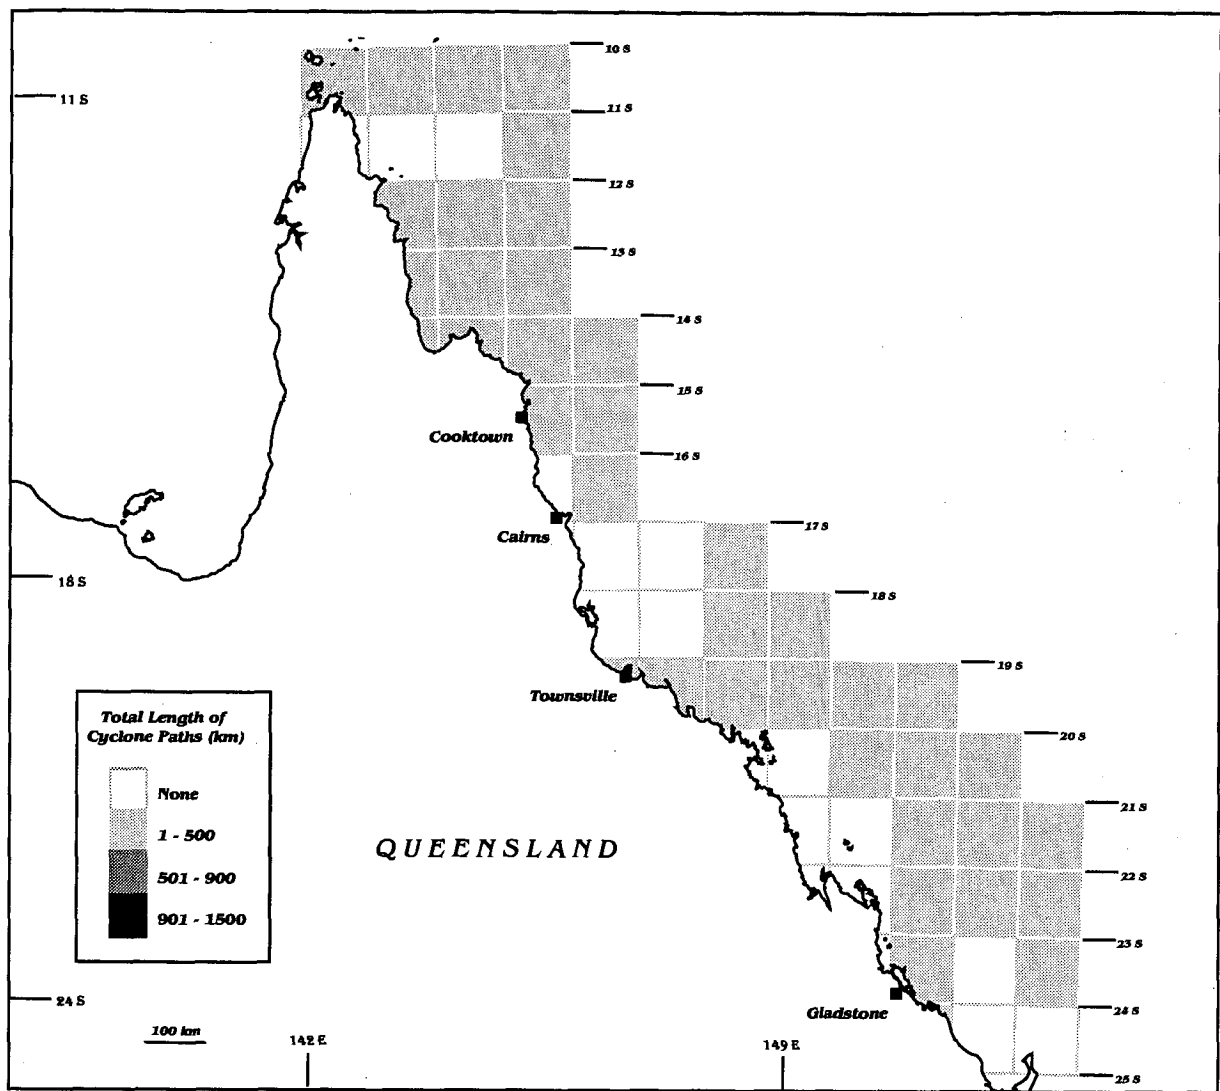 10 S
11 S
11 S
12 S
13 S
14 S
15 S
Cooktown
16 S
Cairns
17 S
18 S
18 S
19 S
Townsville
20 S
Total Length of
Cyclone Paths (km)
None
1 - 500
501 - 900
901 - 1500
QUEENSLAND
21 S
22 S
23 S
24 S
Gladstone
24 S
100 km
142 E
149 E
25 S